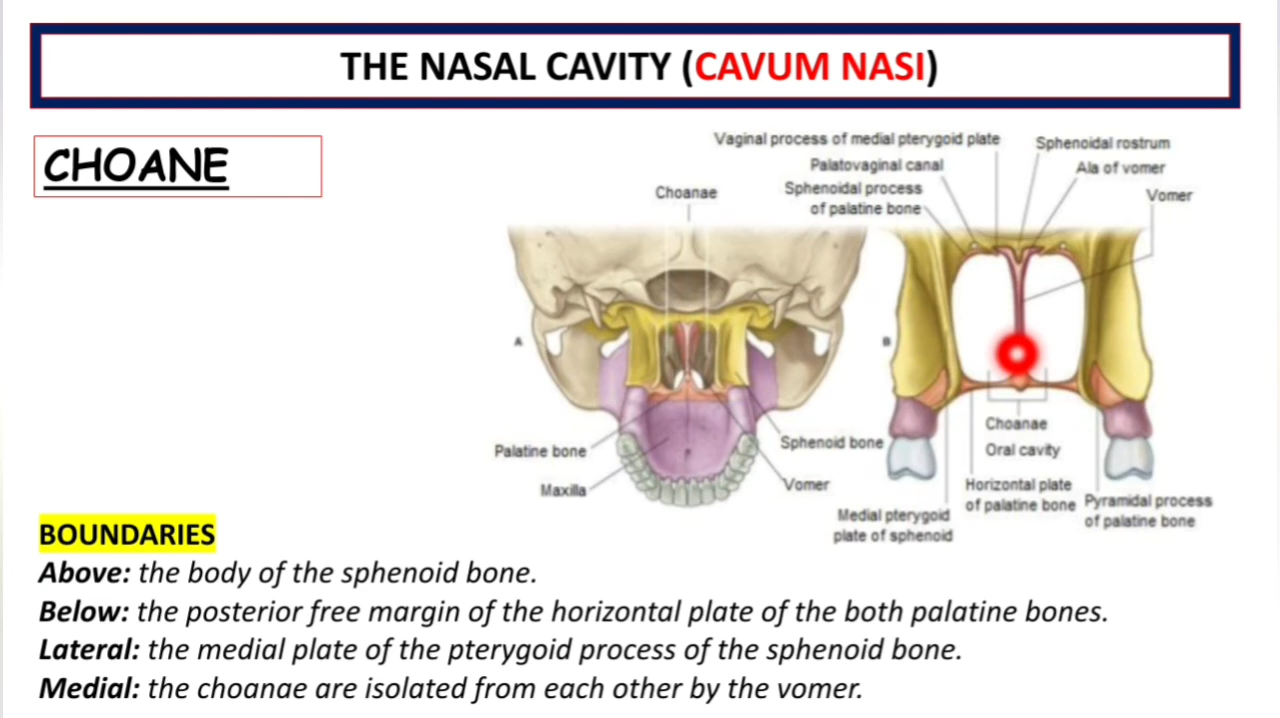 THE NASAL CAVITY (CAVUM NASI)
CHOANE
Vaginal process of medial pterygoid plate
Sphenoidal rostrum
Palatovaginal canal
Ala of vomer
Choanae
Sphenoidal process
of palatine bone
Vomer
A
B
Palatine bone
Maxilla
Sphenoid bone
Vomer
Choanae
Oral cavity
Horizontal plate
of palatine bone
Pyramidal process
of palatine bone
Medial pterygoid
plate of sphenoid
BOUNDARIES
Above: the body of the sphenoid bone.
Below: the posterior free margin of the horizontal plate of the both palatine bones.
Lateral: the medial plate of the pterygoid process of the sphenoid bone.
Medial: the choanae are isolated from each other by the vomer.